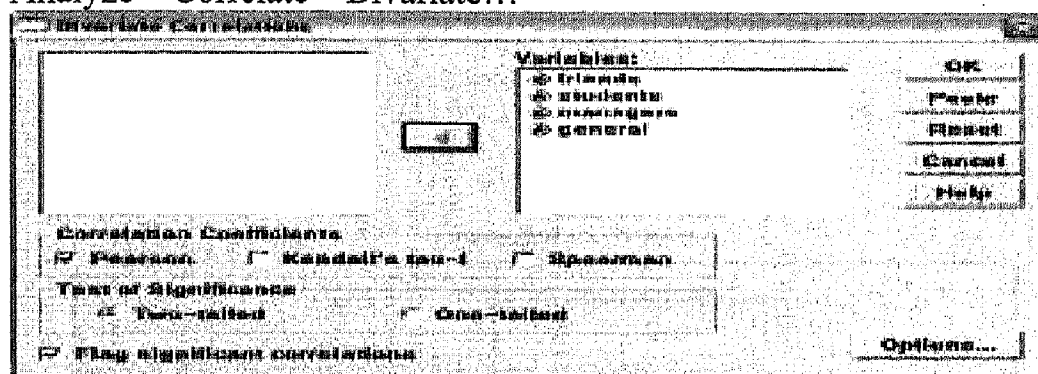 Analyze Correlate Bivariate...
Bivariate Correlations
Variables:
friends
students
general
OK
Paste
Reset
Cancel
Help
Correlation Coefficients
Pearson Kendall's tau-b Spearman
Test of Significance
Two-tailed One-tailed
Flag significant correlations
Options...